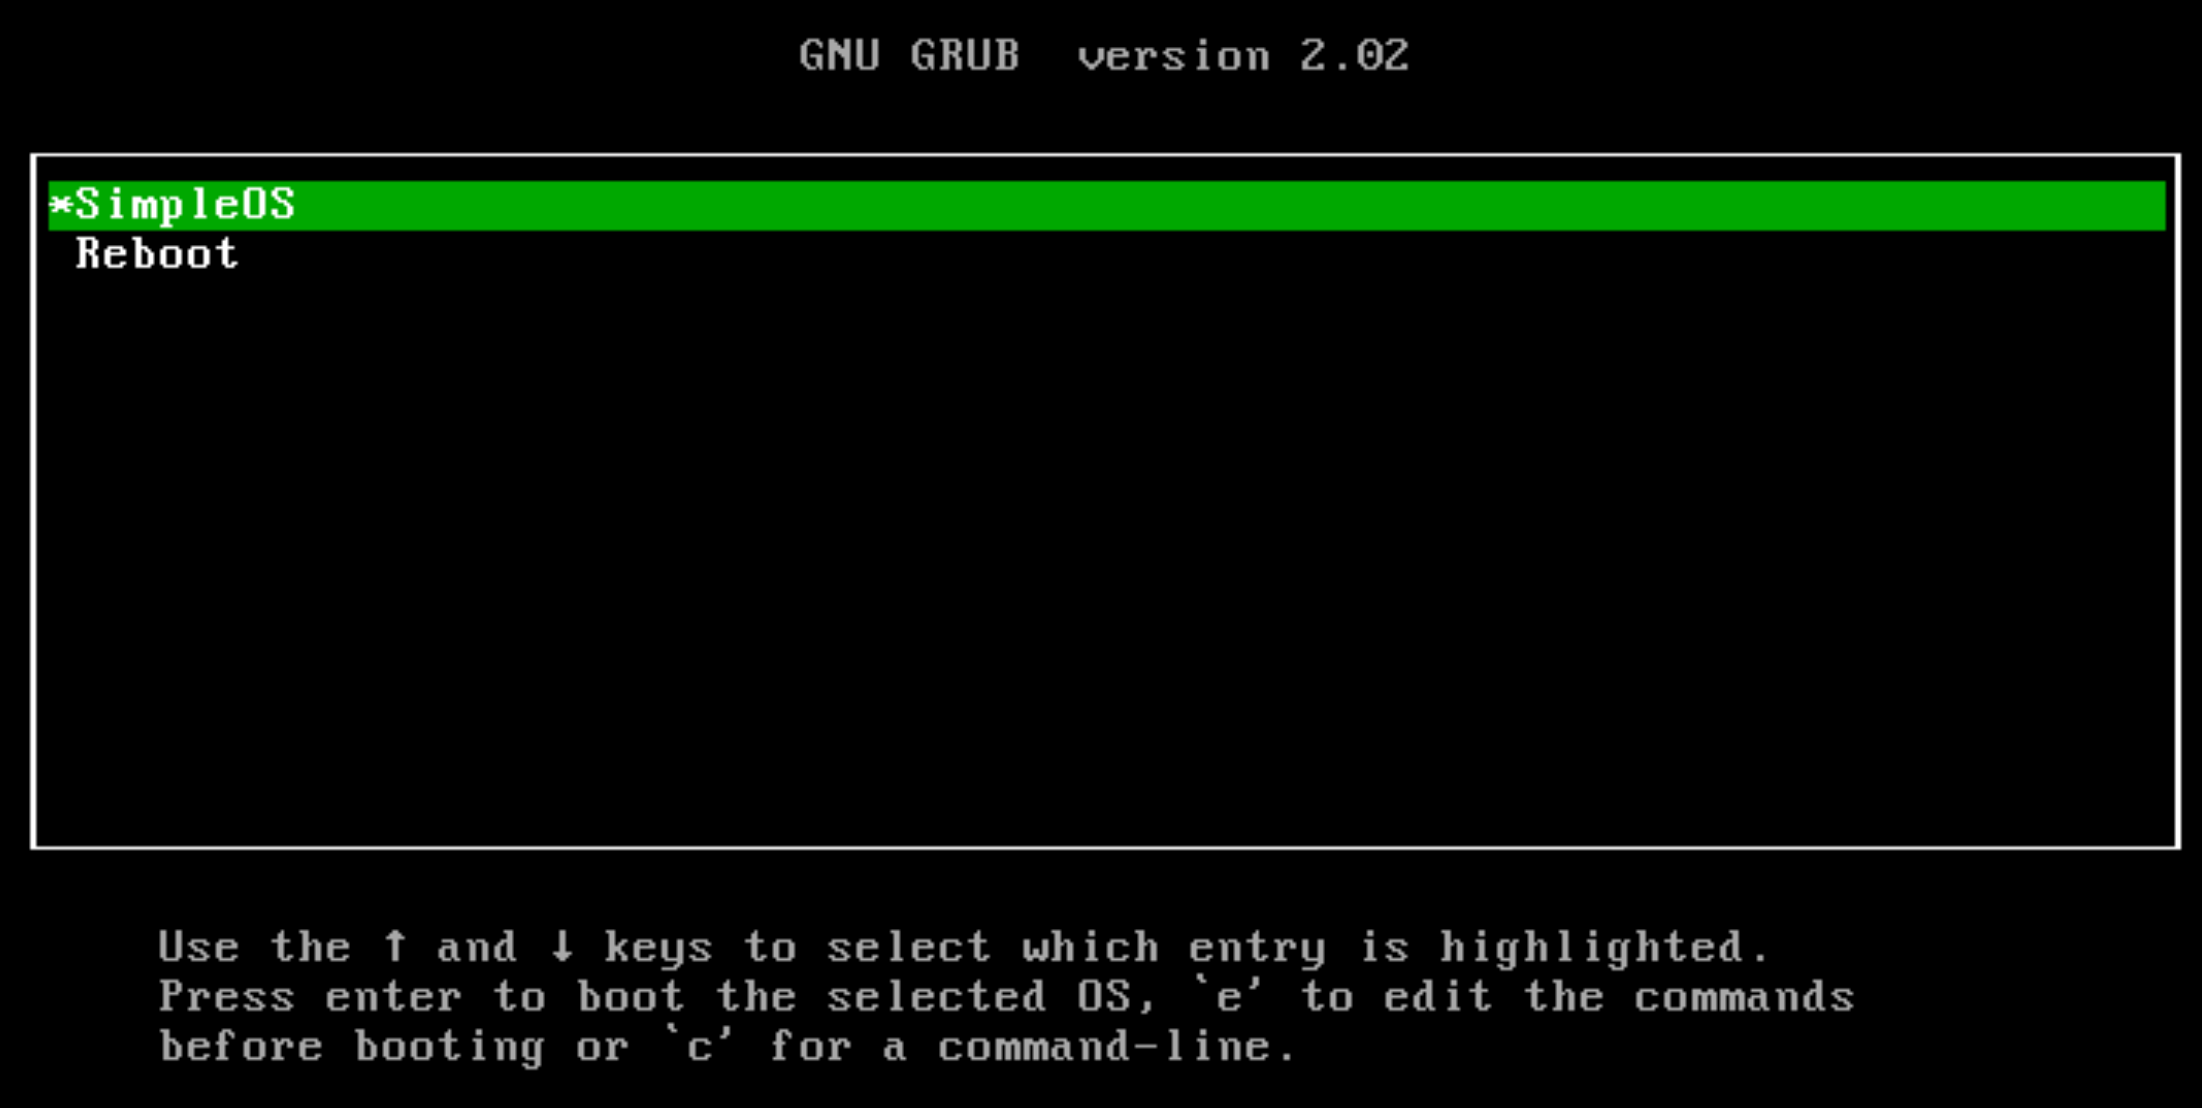 GNU GRUB  version 2.02
*SimpleOS
Reboot
Use the ↑ and ↓ keys to select which entry is highlighted.
Press enter to boot the selected OS, `e' to edit the commands
before booting or `c' for a command-line.